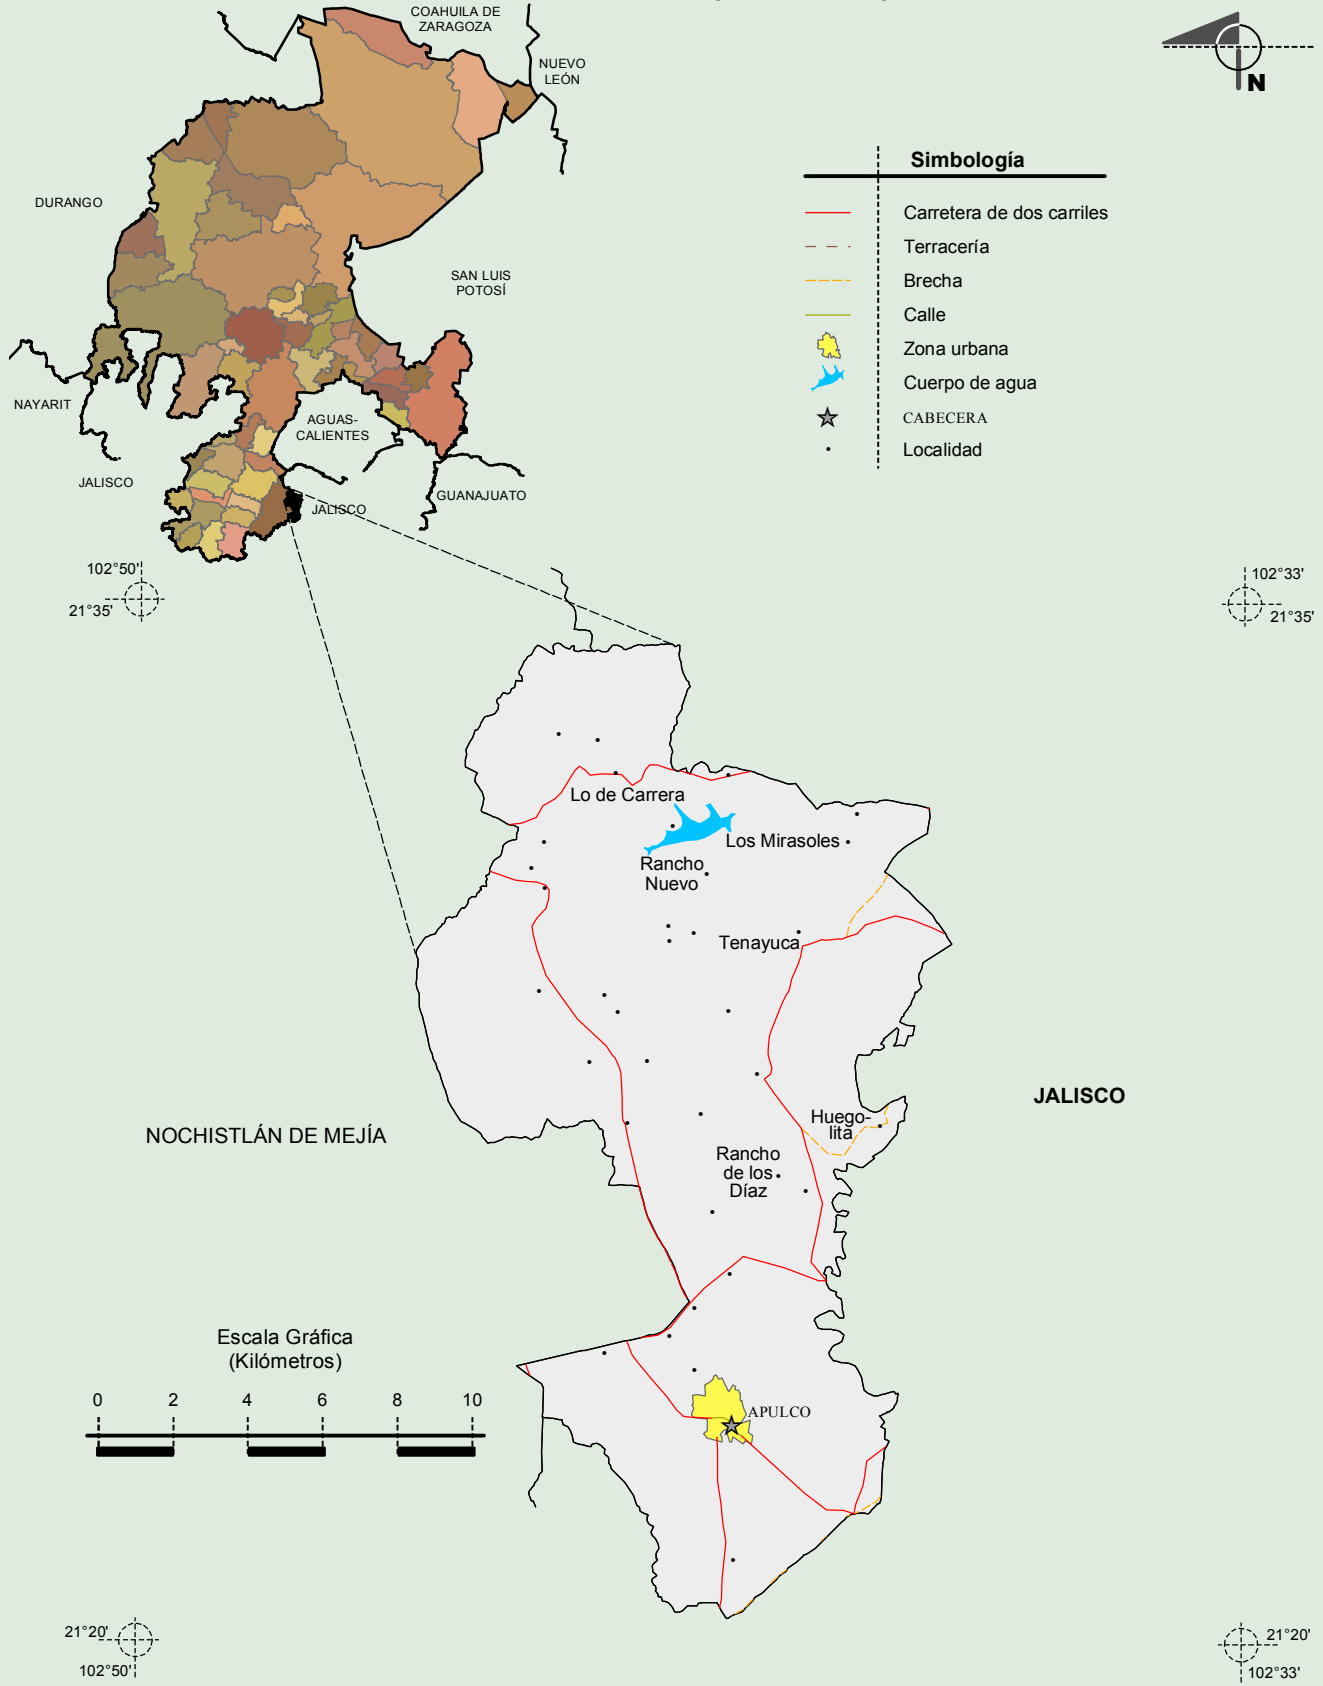 COAHUILA DE
ZARAGOZA
NUEVO
LEÓN
N
DURANGO
SAN LUIS
POTOSÍ
NAYARIT
AGUAS-
CALIENTES
JALISCO
GUANAJUATO
JALISCO
Simbología
Carretera de dos carriles
Terracería
Brecha
Calle
Zona urbana
Cuerpo de agua
CABECERA
Localidad
102°50'
21°35'
102°33'
21°35'
Lo de Carrera
Los Mirasoles
Rancho
Nuevo
Tenayuca
JALISCO
Huego-
lita
NOCHISTLÁN DE MEJÍA
Rancho
de los
Díaz
Escala Gráfica
(Kilómetros)
0 2 4 6 8 10
APULCO
21°20'
102°50'
21°20'
102°33'